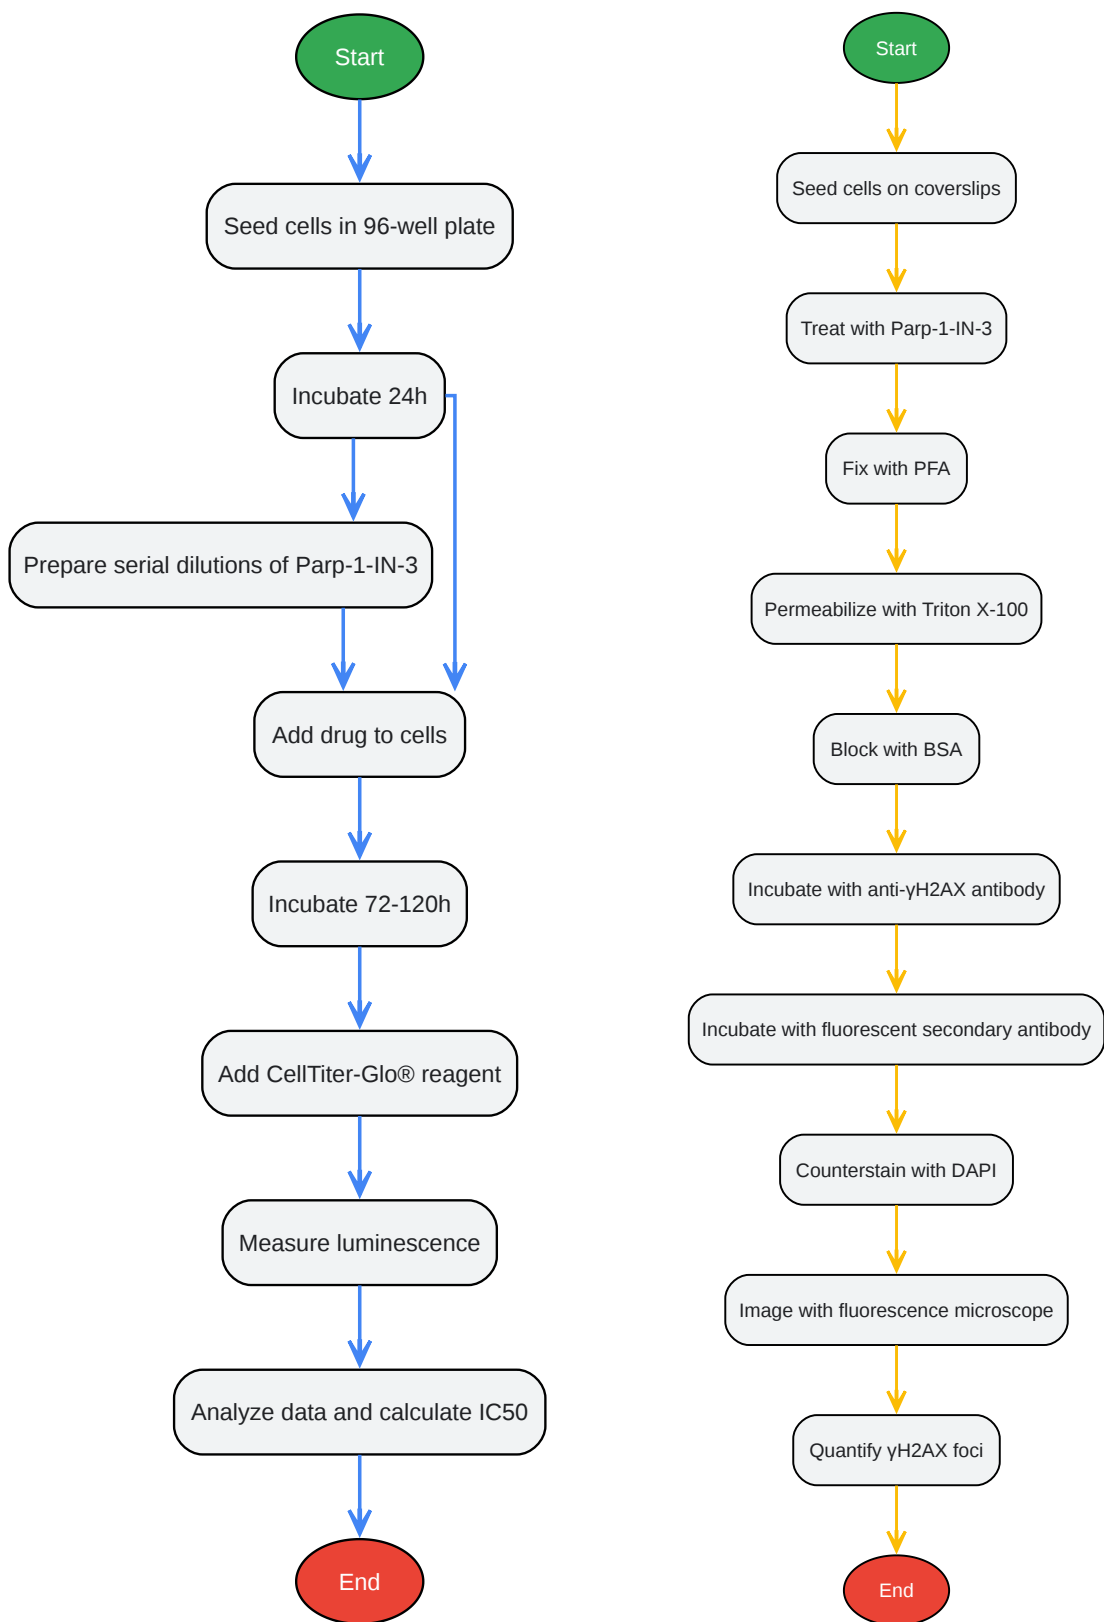 Start
Seed cells in 96-well plate
Incubate 24h
Prepare serial dilutions of Parp-1-IN-3
Add drug to cells
Incubate 72-120h
Add CellTiter-Glo® reagent
Measure luminescence
Analyze data and calculate IC50
End
Start
Seed cells on coverslips
Treat with Parp-1-IN-3
Fix with PFA
Permeabilize with Triton X-100
Block with BSA
Incubate with anti-γH2AX antibody
Incubate with fluorescent secondary antibody
Counterstain with DAPI
Image with fluorescence microscope
Quantify γH2AX foci
End